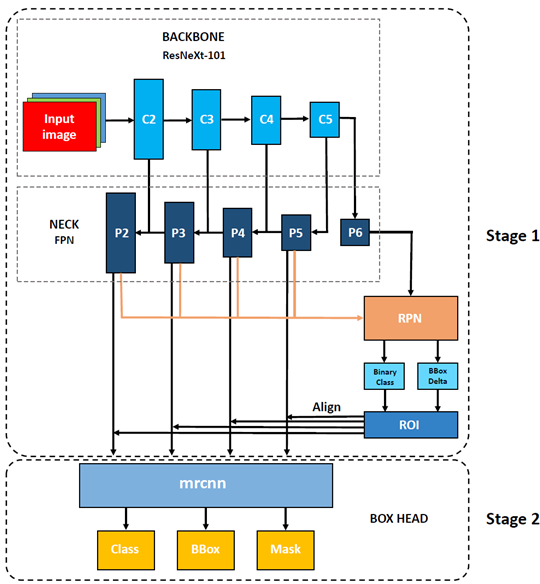 BACKBONE
ResNeXt-101
Input
image
C2
C3
C4
C5
NECK
FPN
P2
P3
P4
P5
P6
Stage 1
RPN
Binary
Class
BBox
Delta
Align
ROI
mrcnn
BOX HEAD
Stage 2
Class
BBox
Mask